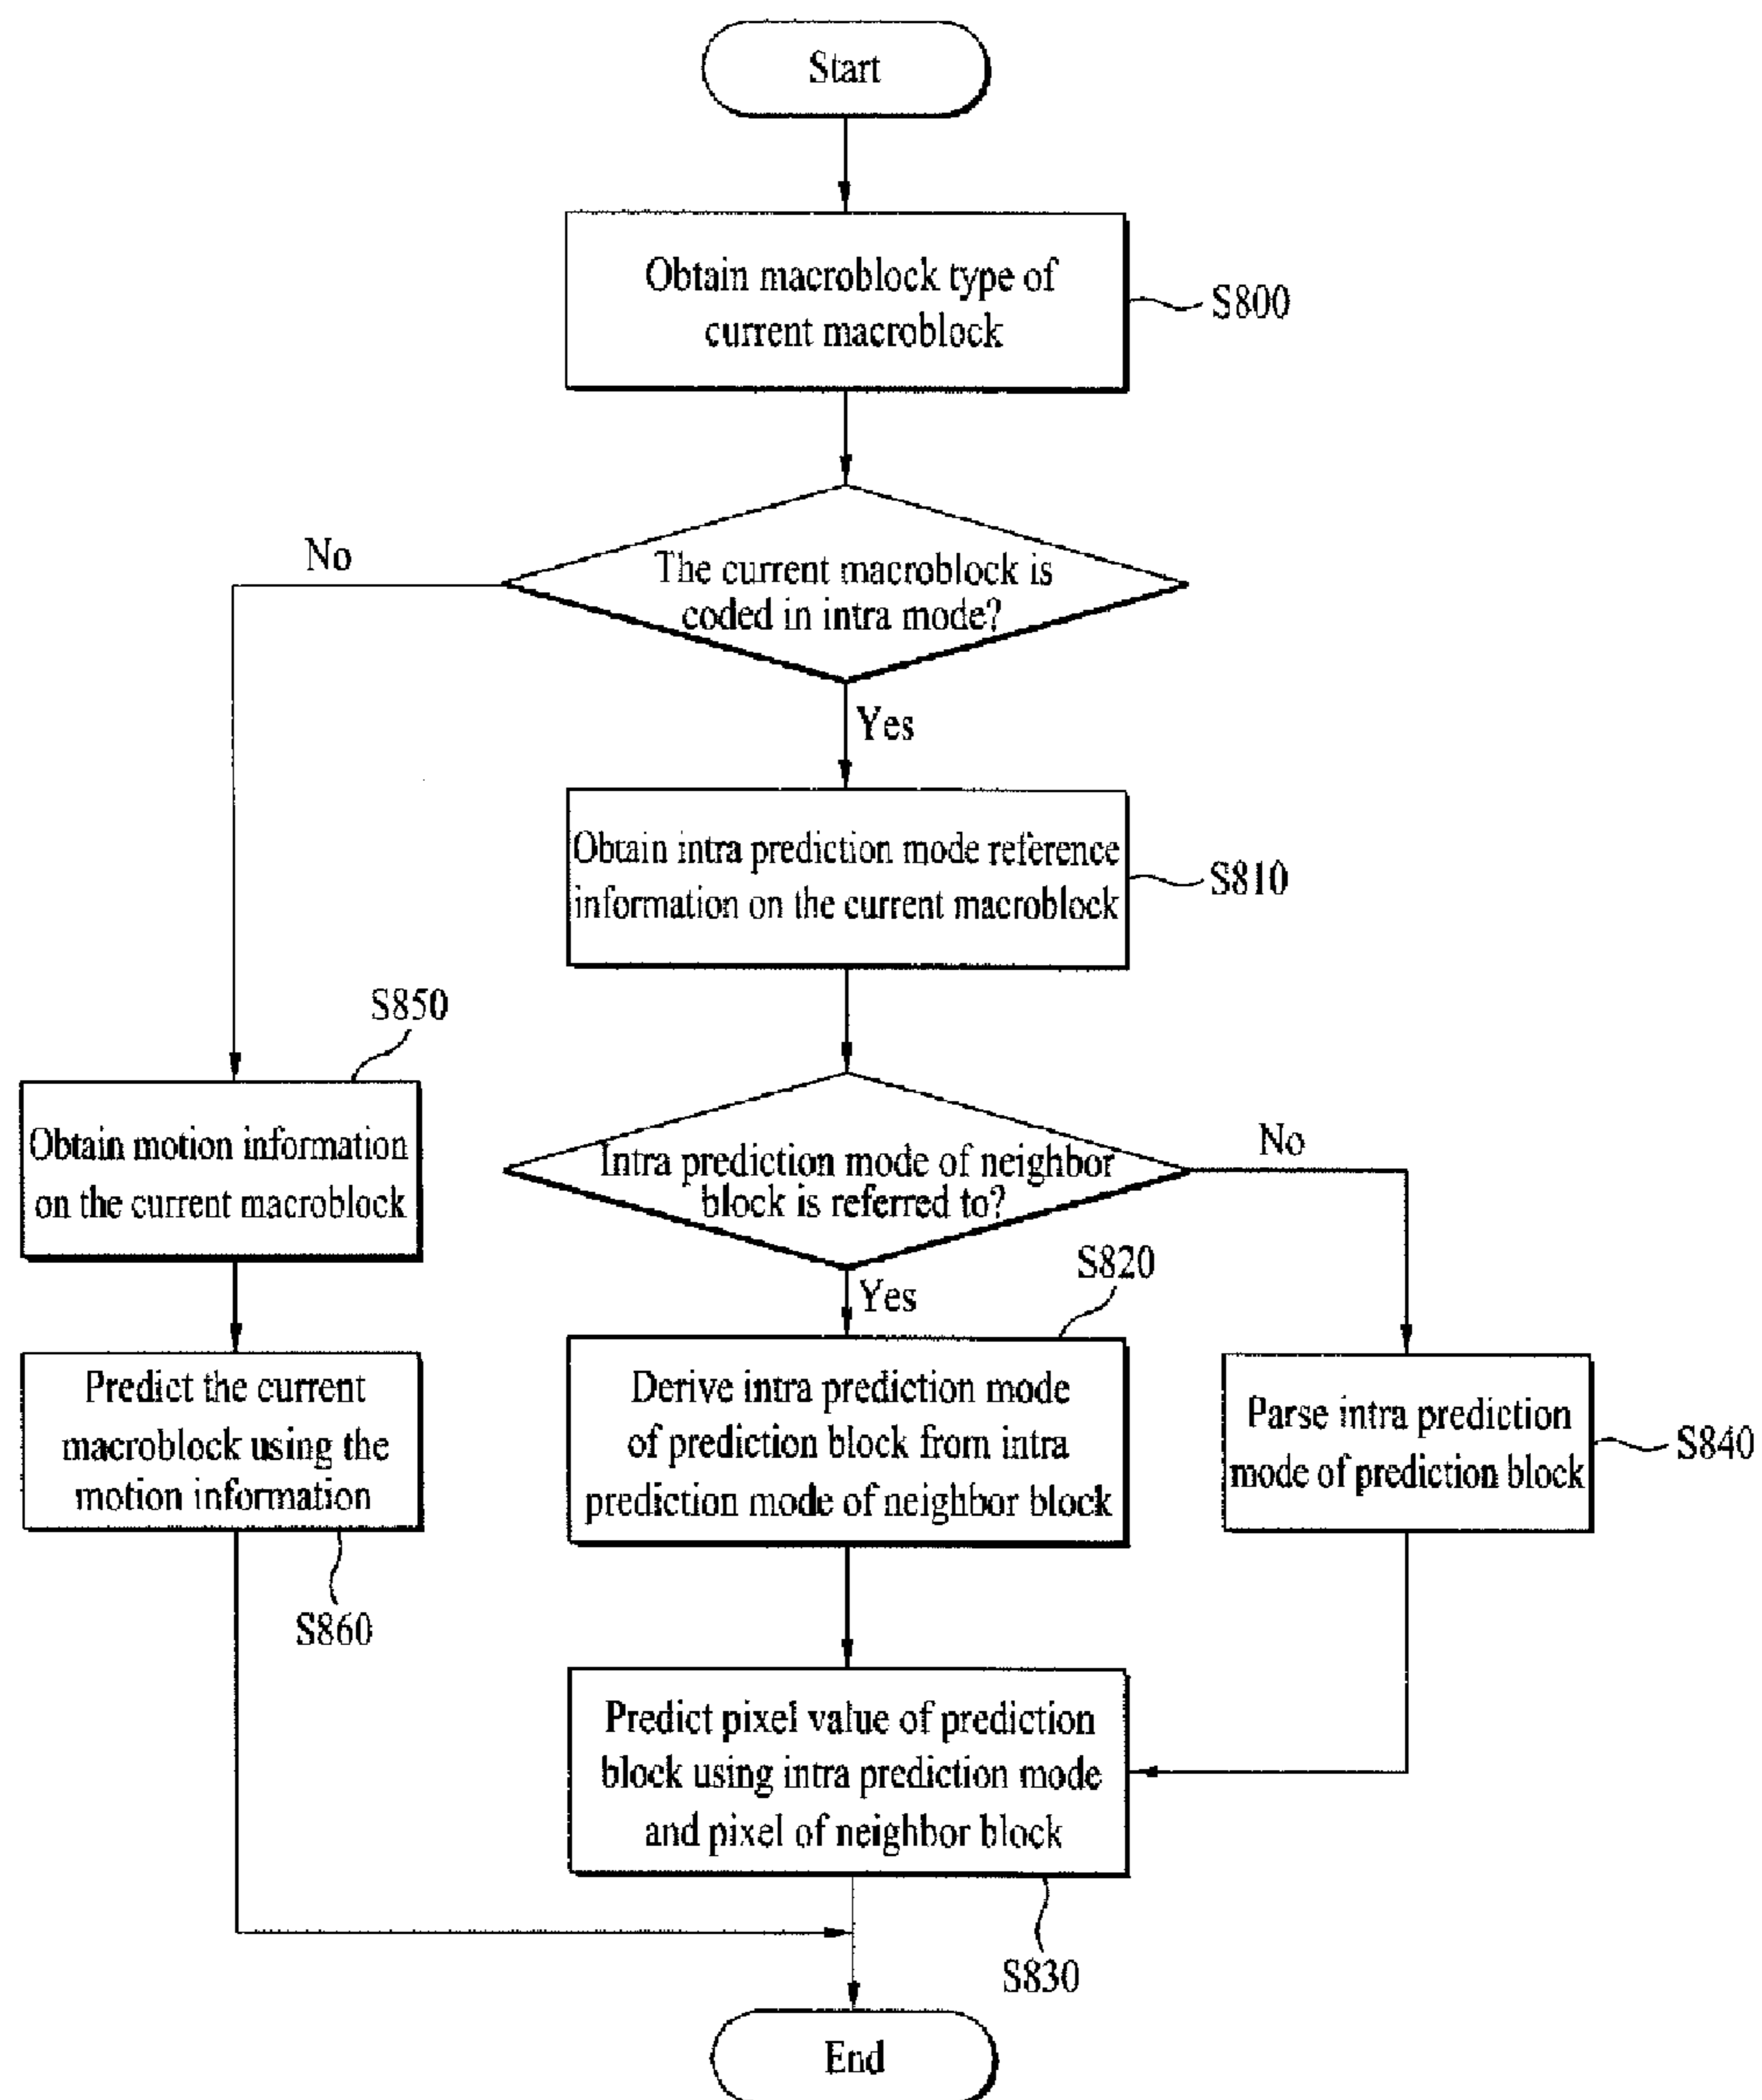 Start
Obtain macroblock type of
current macroblock
S800
The current macroblock is
coded in intra mode?
No
Yes
Obtain intra prediction mode reference
information on the current macroblock
S810
S850
Obtain motion information
on the current macroblock
Intra prediction mode of neighbor
block is referred to?
No
Yes
S820
Predict the current
macroblock using the
motion information
S860
Derive intra prediction mode
of prediction block from intra
prediction mode of neighbor block
Parse intra prediction
mode of prediction block
S840
Predict pixel value of prediction
block using intra prediction mode
and pixel of neighbor block
S830
End